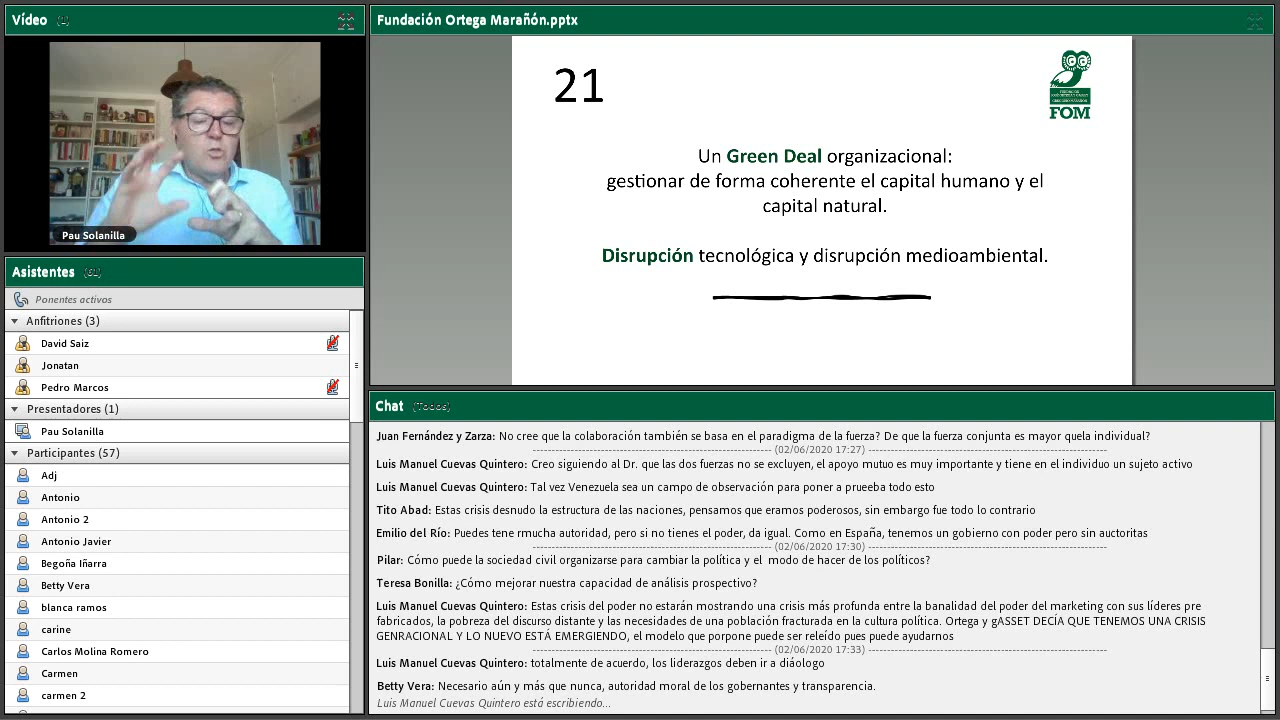 Vídeo (1)
Pau Solanilla
Asistentes (61)
Ponentes activos
Anfitriones (3)
David Saiz
Jonatan
Pedro Marcos
Presentadores (1)
Pau Solanilla
Participantes (57)
Adj
Antonio
Antonio 2
Antonio Javier
Begoña Iñarra
Betty Vera
blanca ramos
carine
Carlos Molina Romero
Carmen
carmen 2
Fundación Ortega Marañón.pptx
21
FOM
Un Green Deal organizacional:
gestionar de forma coherente el capital humano y el
capital natural.
Disrupción tecnológica y disrupción medioambiental.
Chat (Todos)
Juan Fernández y Zarza: No cree que la colaboración también se basa en el paradigma de la fuerza? De que la fuerza conjunta es mayor quela individual?
(02/06/2020 17:27)
Luis Manuel Cuevas Quintero: Creo siguiendo al Dr. que las dos fuerzas no se excluyen, el apoyo mutuo es muy importante y tiene en el individuo un sujeto activo
Luis Manuel Cuevas Quintero: Tal vez Venezuela sea un campo de observación para poner a prueeba todo esto
Tito Abad: Estas crisis desnudo la estructura de las naciones, pensamos que eramos poderosos, sin embargo fue todo lo contrario
Emilio del Río: Puedes tene rmucha autoridad, pero si no tienes el poder, da igual. Como en España, tenemos un gobierno con poder pero sin auctoritas
(02/06/2020 17:30)
Pilar: Cómo puede la sociedad civil organizarse para cambiar la política y el modo de hacer de los políticos?
Teresa Bonilla: ¿Cómo mejorar nuestra capacidad de análisis prospectivo?
Luis Manuel Cuevas Quintero: Estas crisis del poder no estarán mostrando una crisis más profunda entre la banalidad del poder del marketing con sus líderes pre
fabricados, la pobreza del discurso distante y las necesidades de una población fracturada en la cultura política. Ortega y gASSET DECÍA QUE TENEMOS UNA CRISIS
GENRACIONAL Y LO NUEVO ESTÁ EMERGIENDO, el modelo que porpone puede ser releído pues puede ayudarnos
(02/06/2020 17:33)
Luis Manuel Cuevas Quintero: totalmente de acuerdo, los liderazgos deben ir a diáologo
Betty Vera: Necesario aún y más que nunca, autoridad moral de los gobernantes y transparencia.
Luis Manuel Cuevas Quintero está escribiendo...